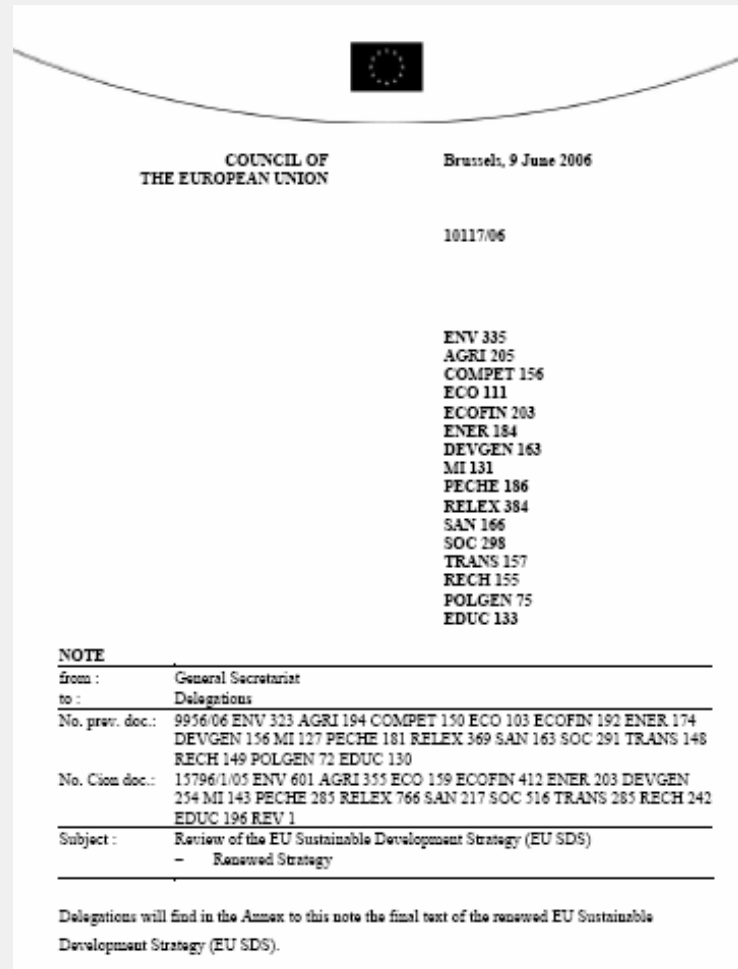 COUNCIL OF
THE EUROPEAN UNION
Brussels, 9 June 2006
10117/06
ENV 335
AGRI 205
COMPET 156
ECO 111
ECOFIN 203
ENER 184
DEVGEN 163
MI 131
PECHE 186
RELEX 384
SAN 166
SOC 298
TRANS 157
RECH 155
POLGEN 75
EDUC 133
NOTE
from : General Secretariat
to : Delegations
No. prev. doc.: 9956/06 ENV 323 AGRI 194 COMPET 150 ECO 103 ECOFIN 192 ENER 174
DEVGEN 156 MI 127 PECHE 181 RELEX 369 SAN 163 SOC 291 TRANS 148
RECH 149 POLGEN 72 EDUC 130
No. Cion doc.: 15796/1/05 ENV 601 AGRI 355 ECO 159 ECOFIN 412 ENER 203 DEVGEN
254 MI 143 PECHE 285 RELEX 766 SAN 217 SOC 516 TRANS 285 RECH 242
EDUC 196 REV 1
Subject : Review of the EU Sustainable Development Strategy (EU SDS)
– Renewed Strategy
Delegations will find in the Annex to this note the final text of the renewed EU Sustainable
Development Strategy (EU SDS).